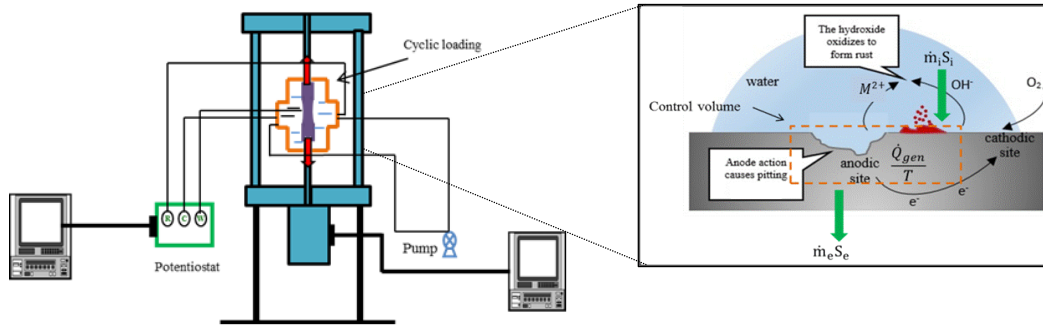 Cyclic loading
R C W
Potentiostat
Pump
The hydroxide
oxidizes to
form rust
ṁᵢSᵢ
water
M²⁺
OH⁻
O₂
Control volume
cathodic
site
Anode action
causes pitting
anodic
site
Q̇gen
T
e⁻
e⁻
ṁₑSₑ